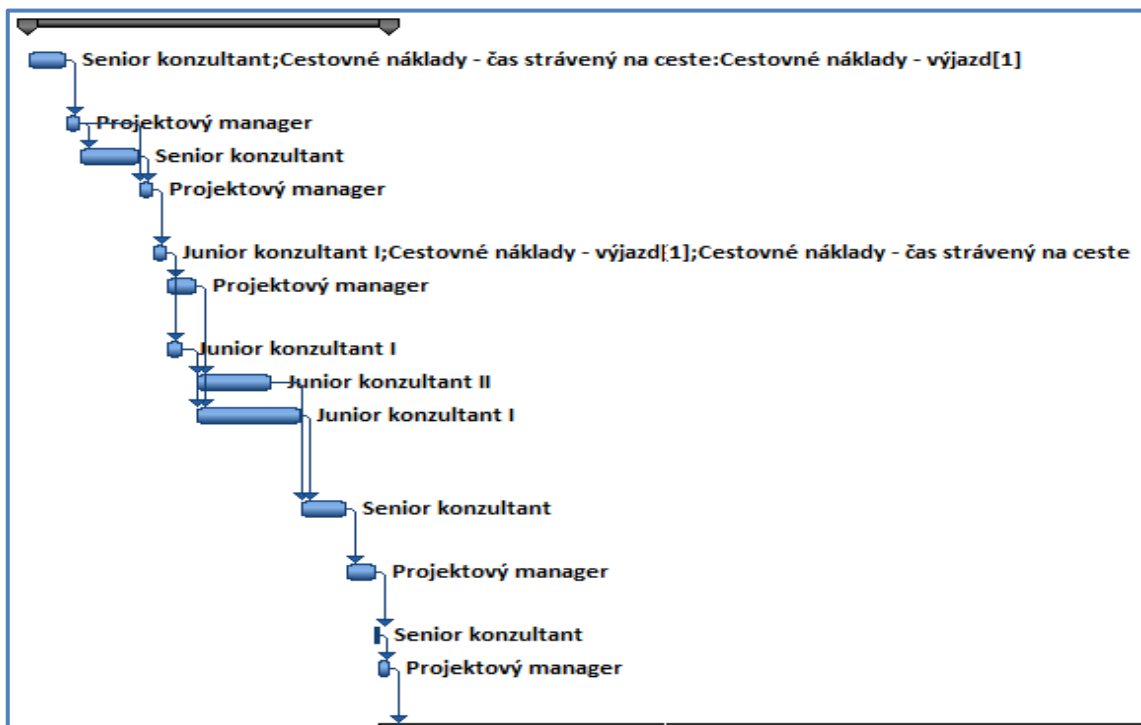 Senior konzultant;Cestovné náklady - čas strávený na ceste:Cestovné náklady - výjazd[1]
Projektový manager
Senior konzultant
Projektový manager
Junior konzultant I;Cestovné náklady - výjazd[1];Cestovné náklady - čas strávený na ceste
Projektový manager
Junior konzultant I
Junior konzultant II
Junior konzultant I
Senior konzultant
Projektový manager
Senior konzultant
Projektový manager